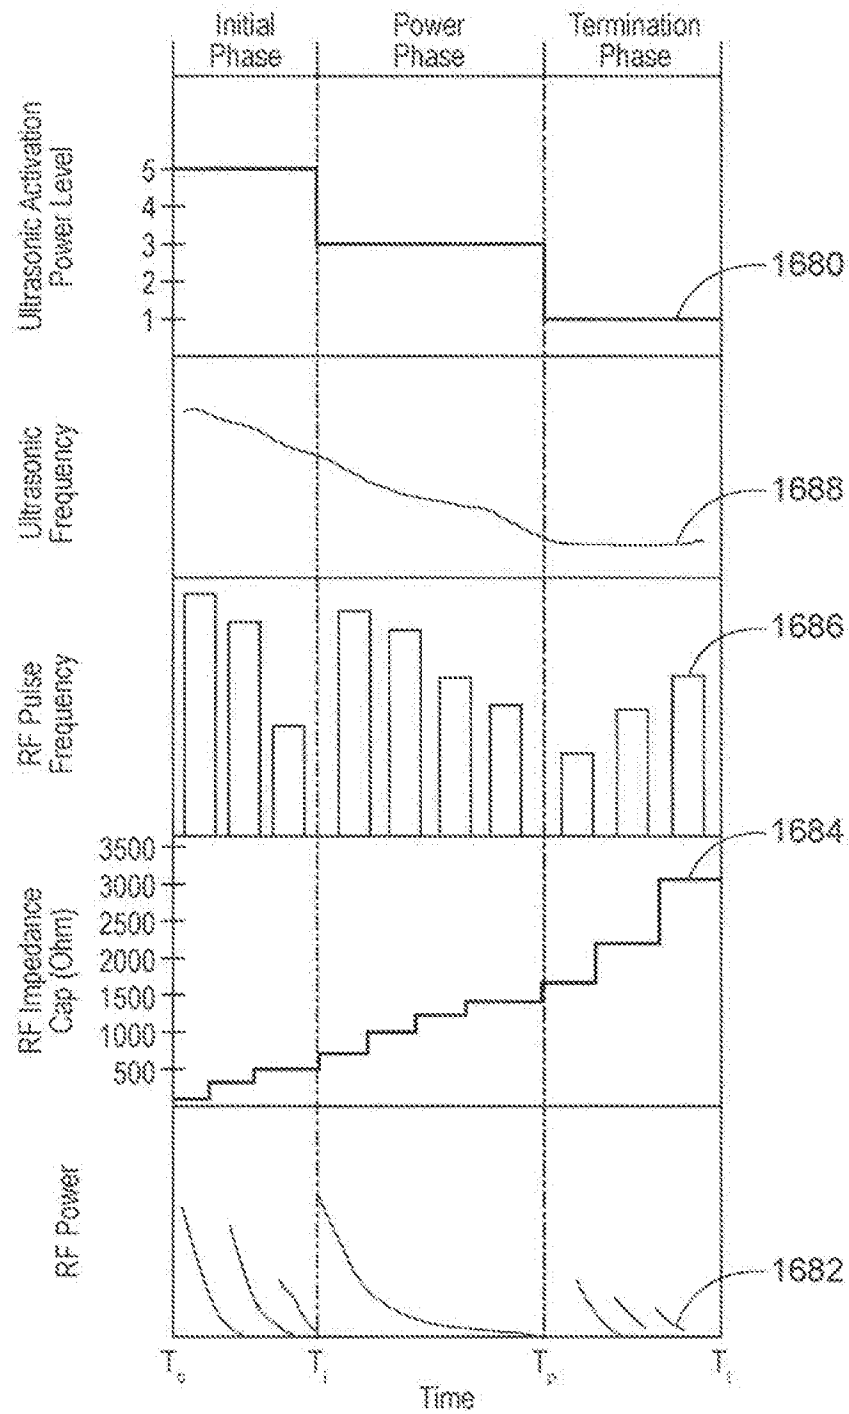 Initial Phase
Power Phase
Termination Phase
Ultrasonic Activation
Power Level
5
4
3
2
1
1680
Ultrasonic
Frequency
1688
RF Pulse
Frequency
1686
RF Impedance
Cap (Ohm)
3500
3000
2500
2000
1500
1000
500
1684
RF Power
1682
To Ti Tp Tt
Time